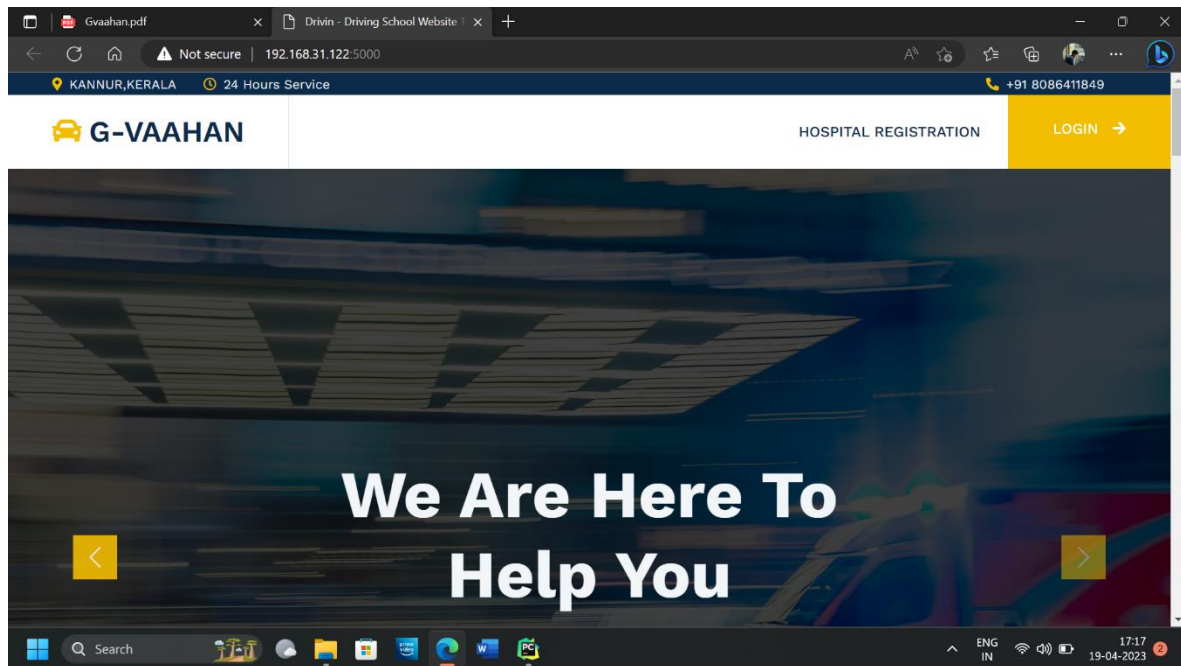 Gvaahan.pdf
Drivin - Driving School Website T
Not secure | 192.168.31.122:5000
KANNUR,KERALA 24 Hours Service +91 8086411849
G-VAAHAN HOSPITAL REGISTRATION LOGIN
We Are Here To
Help You
Search
ENG
IN
17:17
19-04-2023
2